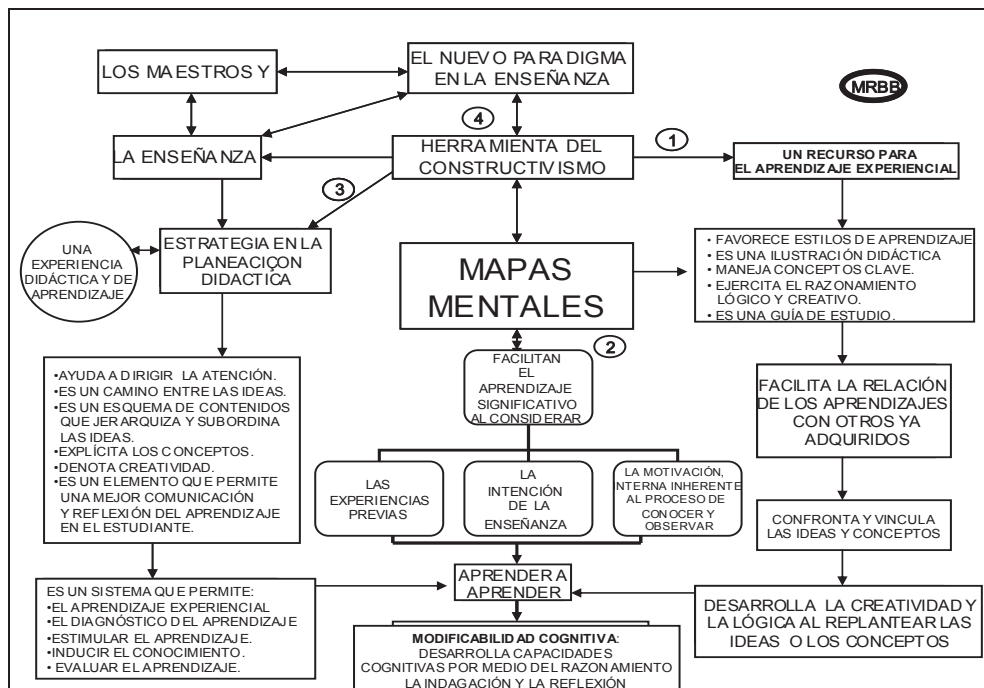 LOS MAESTROS Y
EL NUEVO PARADIGMA
EN LA ENSEÑANZA
MRBB
4
LA ENSEÑANZA
HERRAMIENTA DEL
CONSTRUCTIVISMO
1
UN RECURSO PARA
EL APRENDIZAJE EXPERIENCIAL
3
UNA
EXPERIENCIA
DIDÁCTICA Y DE
APRENDIZAJE
ESTRATEGIA EN LA
PLANEACIÇON
DIDACTICA
MAPAS
MENTALES
• FAVORECE ESTILOS DE APRENDIZAJE
• ES UNA ILUSTRACIÓN DIDÁCTICA
• MANEJA CONCEPTOS CLAVE.
• EJERCITA EL RAZONAMIENTO
LÓGICO Y CREATIVO.
• ES UNA GUÍA DE ESTUDIO.
2
FACILITAN
EL
APRENDIZAJE
SIGNIFICATIVO
AL CONSIDERAR
•AYUDA A DIRIGIR LA ATENCIÓN.
•ES UN CAMINO ENTRE LAS IDEAS.
•ES UN ESQUEMA DE CONTENIDOS
QUE JERARQUIZA Y SUBORDINA
LAS IDEAS.
•EXPLÍCITA LOS CONCEPTOS.
•DENOTA CREATIVIDAD.
•ES UN ELEMENTO QUE PERMITE
UNA MEJOR COMUNICACIÓN
Y REFLEXIÓN DEL APRENDIZAJE
EN EL ESTUDIANTE.
FACILITA LA RELACIÓN
DE LOS APRENDIZAJES
CON OTROS YA
ADQUIRIDOS
LAS
EXPERIENCIAS
PREVIAS
LA
INTENCIÓN
DE LA
ENSEÑANZA
LA MOTIVACIÓN,
INTERNA INHERENTE
AL PROCESO DE
CONOCER Y
OBSERVAR
CONFRONTA Y VINCULA
LAS IDEAS Y CONCEPTOS
ES UN SISTEMA QUE PERMITE:
•EL APRENDIZAJE EXPERIENCIAL
•EL DIAGNÓSTICO DEL APRENDIZAJE
•ESTIMULAR EL APRENDIZAJE.
•INDUCIR EL CONOCIMIENTO.
• EVALUAR EL APRENDIZAJE.
APRENDER A
APRENDER
DESARROLLA LA CREATIVIDAD Y
LA LÓGICA AL REPLANTEAR LAS
IDEAS O LOS CONCEPTOS
MODIFICABILIDAD COGNITIVA:
DESARROLLA CAPACIDADES
COGNITIVAS POR MEDIO DEL RAZONAMIENTO
LA INDAGACIÓN Y LA REFLEXIÓN